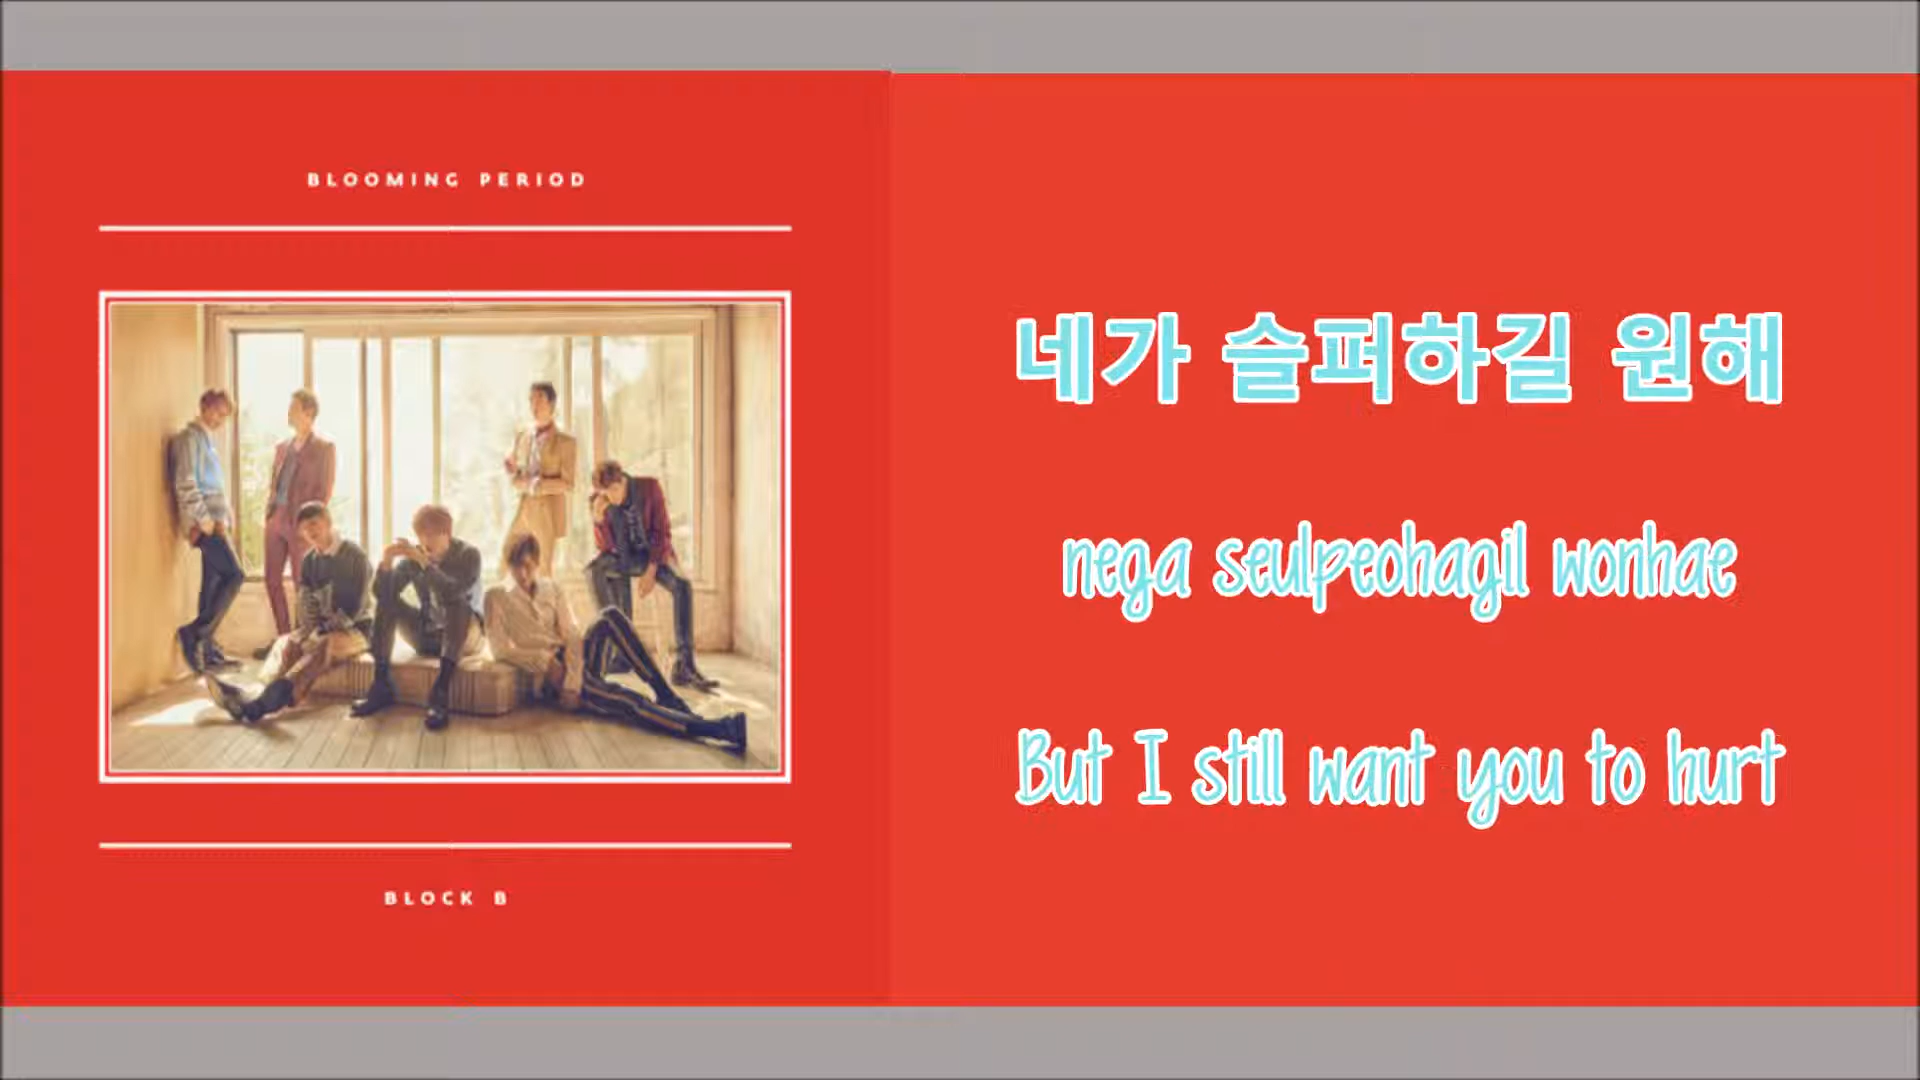 BLOOMING PERIOD
BLOCK B
네가 슬퍼하길 원해
nega seulpeohagil wonhae
But I still want you to hurt